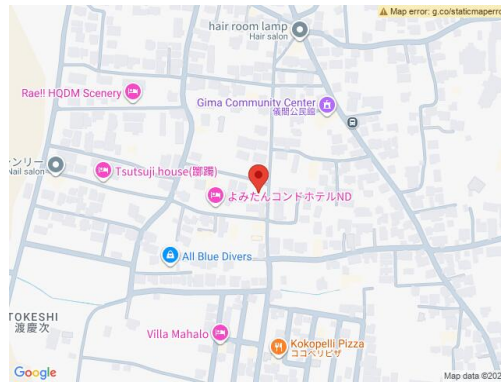 Map error: g.co/staticmaperro
hair room lamp
Hair salon
Rae!! HQDM Scenery
Gima Community Center
儀間公民館
ンリー
Nail salon
Tsutsuji house(躑躅)
よみたんコンドホテルND
All Blue Divers
TOKESHI
渡慶次
Villa Mahalo
Kokopelli Pizza
ココペリピザ
Google
Map data ©202